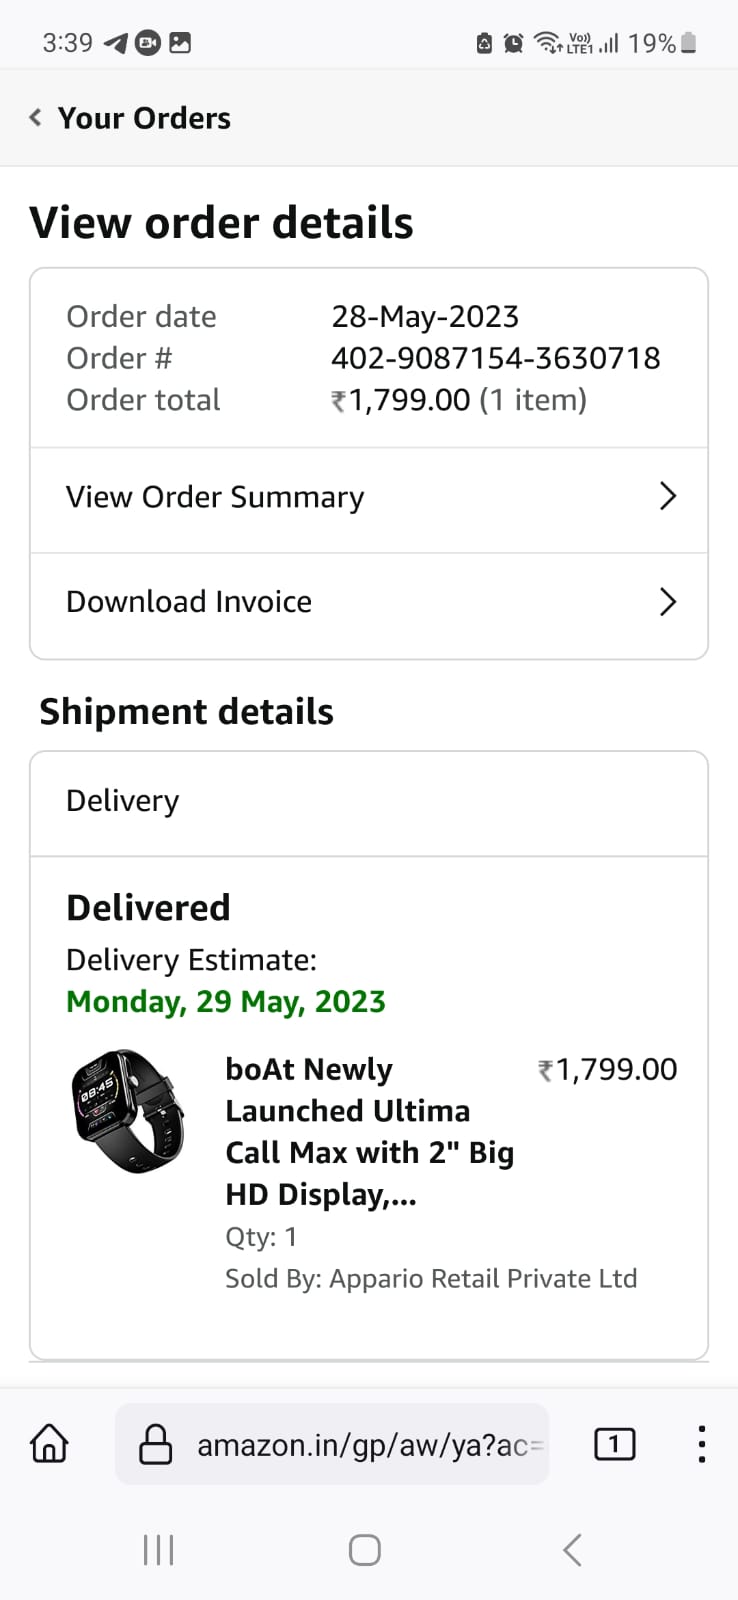 3:39
Vo))
LTE1
19%
Your Orders
View order details
Order date 28-May-2023
Order # 402-9087154-3630718
Order total ₹1,799.00 (1 item)
View Order Summary
Download Invoice
Shipment details
Delivery
Delivered
Delivery Estimate:
Monday, 29 May, 2023
08:45
boAt Newly ₹1,799.00
Launched Ultima
Call Max with 2" Big
HD Display,...
Qty: 1
Sold By: Appario Retail Private Ltd
amazon.in/gp/aw/ya?ac=
1